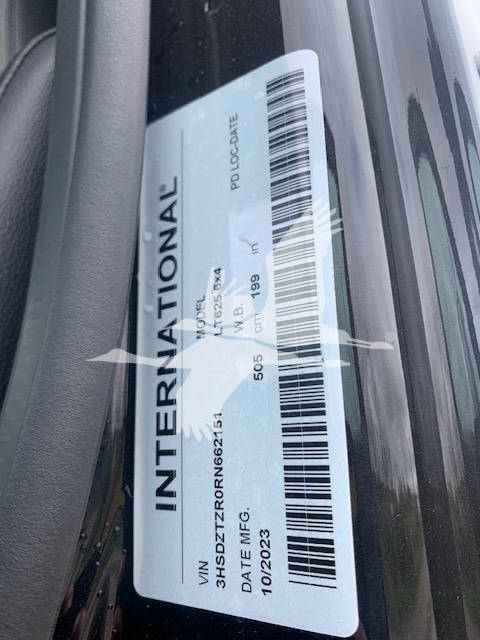 INTERNATIONAL®
VIN MODEL
3HSDZTZR0RN662151 LT625 6x4
DATE MFG. W.B. PD LOC-DATE
10/2023 505 cm 199 in